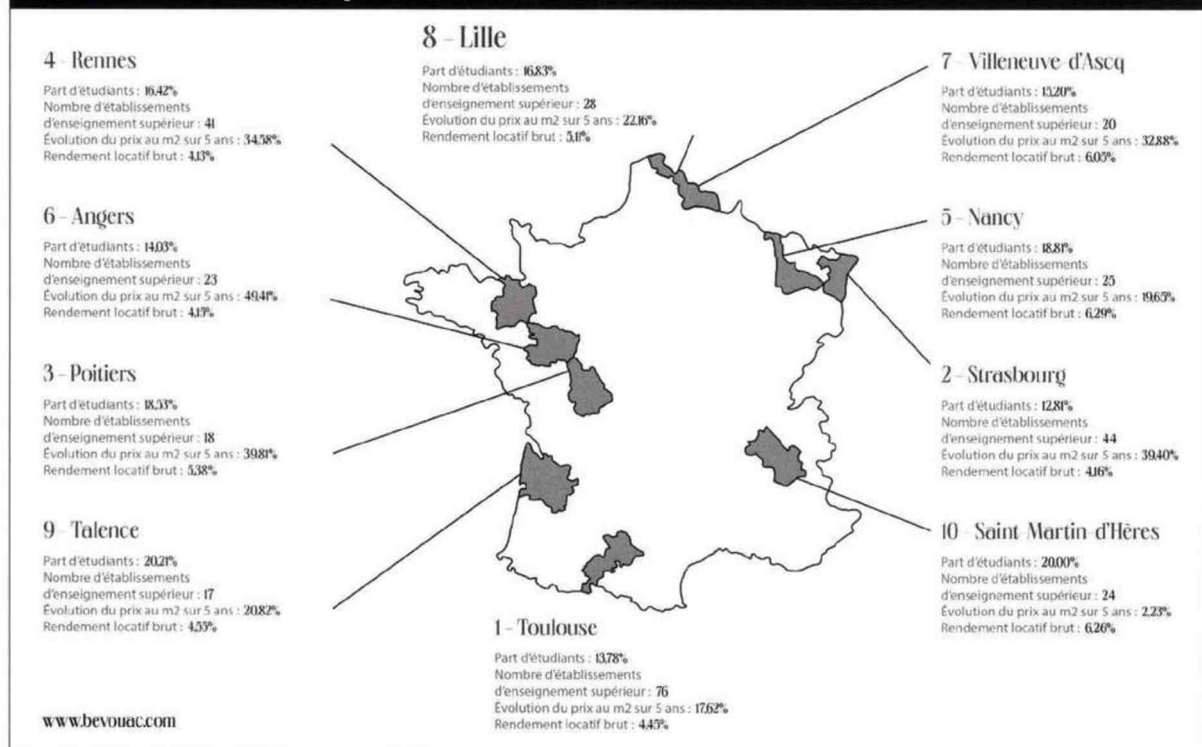 4 - Rennes
Part d'étudiants : 16,42%
Nombre d'établissements
d'enseignement supérieur : 41
Évolution du prix au m2 sur 5 ans : 34,58%
Rendement locatif brut : 4,13%
6 - Angers
Part d'étudiants : 14,03%
Nombre d'établissements
d'enseignement supérieur : 23
Évolution du prix au m2 sur 5 ans : 49,41%
Rendement locatif brut : 4,15%
3 - Poitiers
Part d'étudiants : 18,53%
Nombre d'établissements
d'enseignement supérieur : 18
Évolution du prix au m2 sur 5 ans : 39,81%
Rendement locatif brut : 5,38%
9 - Talence
Part d'étudiants : 20,21%
Nombre d'établissements
d'enseignement supérieur : 17
Évolution du prix au m2 sur 5 ans : 20,82%
Rendement locatif brut : 4,55%
www.bevouac.com
8 - Lille
Part d'étudiants : 16,83%
Nombre d'établissements
d'enseignement supérieur : 28
Évolution du prix au m2 sur 5 ans : 22,16%
Rendement locatif brut : 5,11%
1 - Toulouse
Part d'étudiants : 13,78%
Nombre d'établissements
d'enseignement supérieur : 76
Évolution du prix au m2 sur 5 ans : 17,62%
Rendement locatif brut : 4,45%
7 - Villeneuve-d'Ascq
Part d'étudiants : 15,20%
Nombre d'établissements
d'enseignement supérieur : 20
Évolution du prix au m2 sur 5 ans : 32,88%
Rendement locatif brut : 6,05%
5 - Nancy
Part d'étudiants : 18,81%
Nombre d'établissements
d'enseignement supérieur : 25
Évolution du prix au m2 sur 5 ans : 19,65%
Rendement locatif brut : 6,29%
2 - Strasbourg
Part d'étudiants : 12,81%
Nombre d'établissements
d'enseignement supérieur : 44
Évolution du prix au m2 sur 5 ans : 39,40%
Rendement locatif brut : 4,16%
10 - Saint-Martin-d'Hères
Part d'étudiants : 20,00%
Nombre d'établissements
d'enseignement supérieur : 24
Évolution du prix au m2 sur 5 ans : 2,23%
Rendement locatif brut : 6,26%